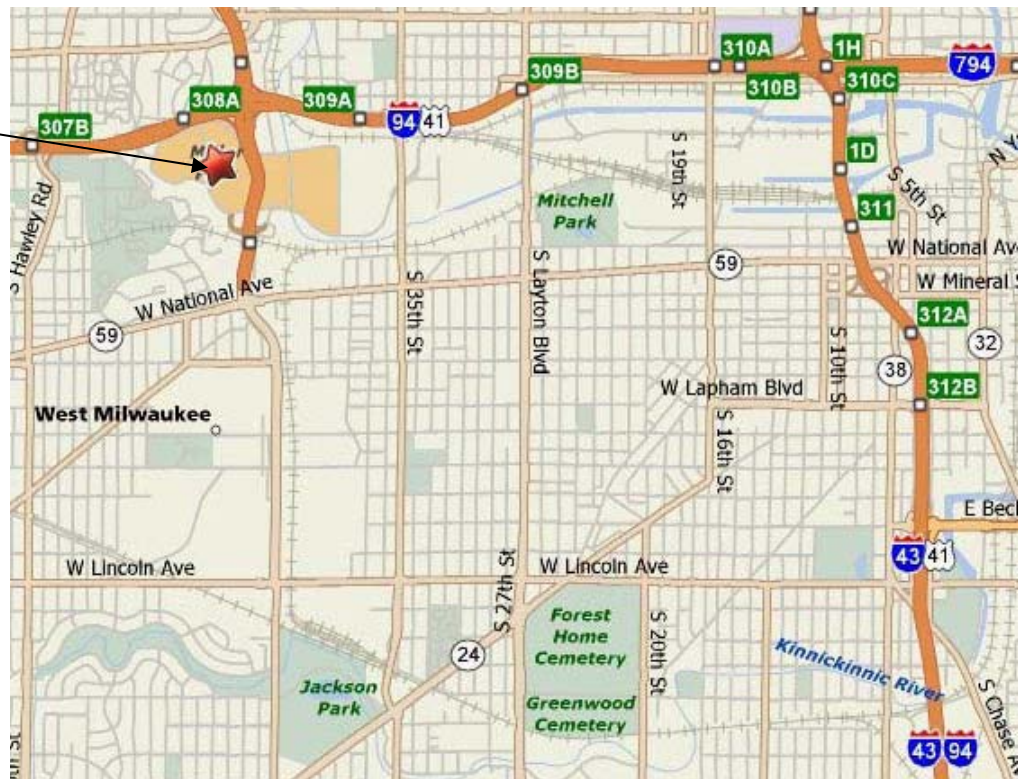 310A
1H
309B
310B
310C
794
308A
309A
94
41
307B
1D
S 19th St
S 5th St
Mitchell
Park
311
S Hawley Rd
W National Ave
S Layton Blvd
59
W National Ave
S 35th St
W Mineral
59
312A
32
S 10th St
38
W Lapham Blvd
312B
West Milwaukee
S 16th St
E Bec
43
41
W Lincoln Ave
W Lincoln Ave
S 27th St
Forest
Home
Cemetery
S 20th St
24
Kinnickinnic River
Jackson
Park
Greenwood
Cemetery
S Chase
43
94